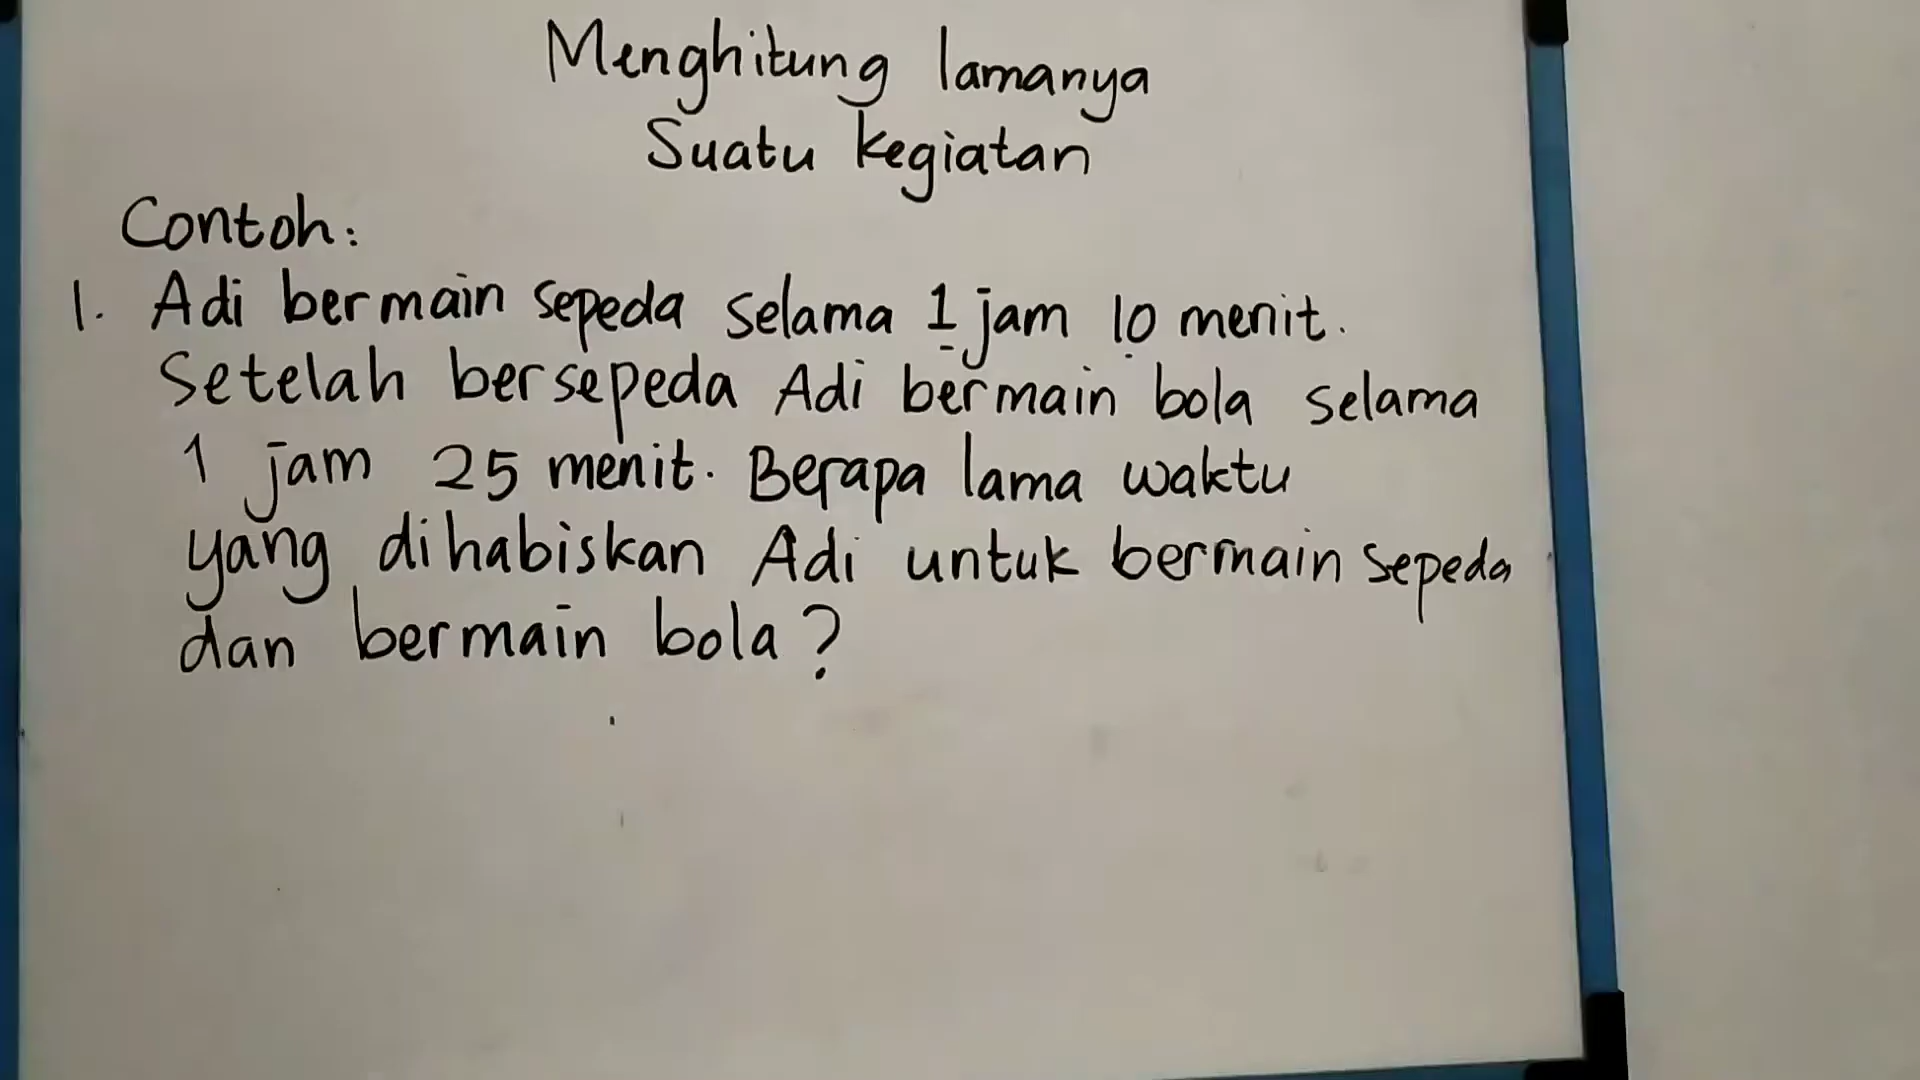 Menghitung lamanya
Suatu kegiatan
Contoh:
1. Adi bermain sepeda selama 1 jam 10 menit.
Setelah bersepeda Adi bermain bola selama
1 jam 25 menit. Berapa lama waktu
yang dihabiskan Adi untuk bermain sepeda
dan bermain bola?